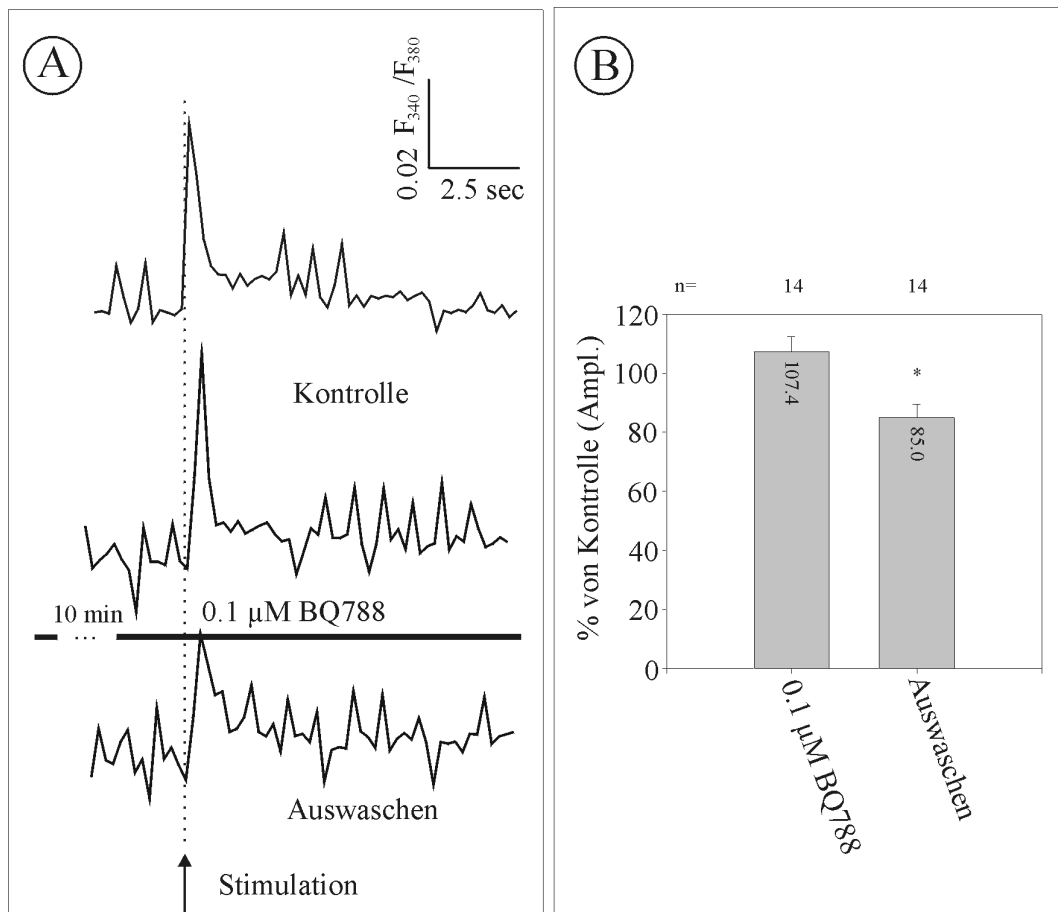 A
0.02 F340 /F380
2.5 sec
Kontrolle
10 min
...
0.1 µM BQ788
Auswaschen
Stimulation
B
n= 14 14
% von Kontrolle (Ampl.)
120
100
80
60
40
20
0
107.4
*
85.0
0.1 µM BQ788
Auswaschen